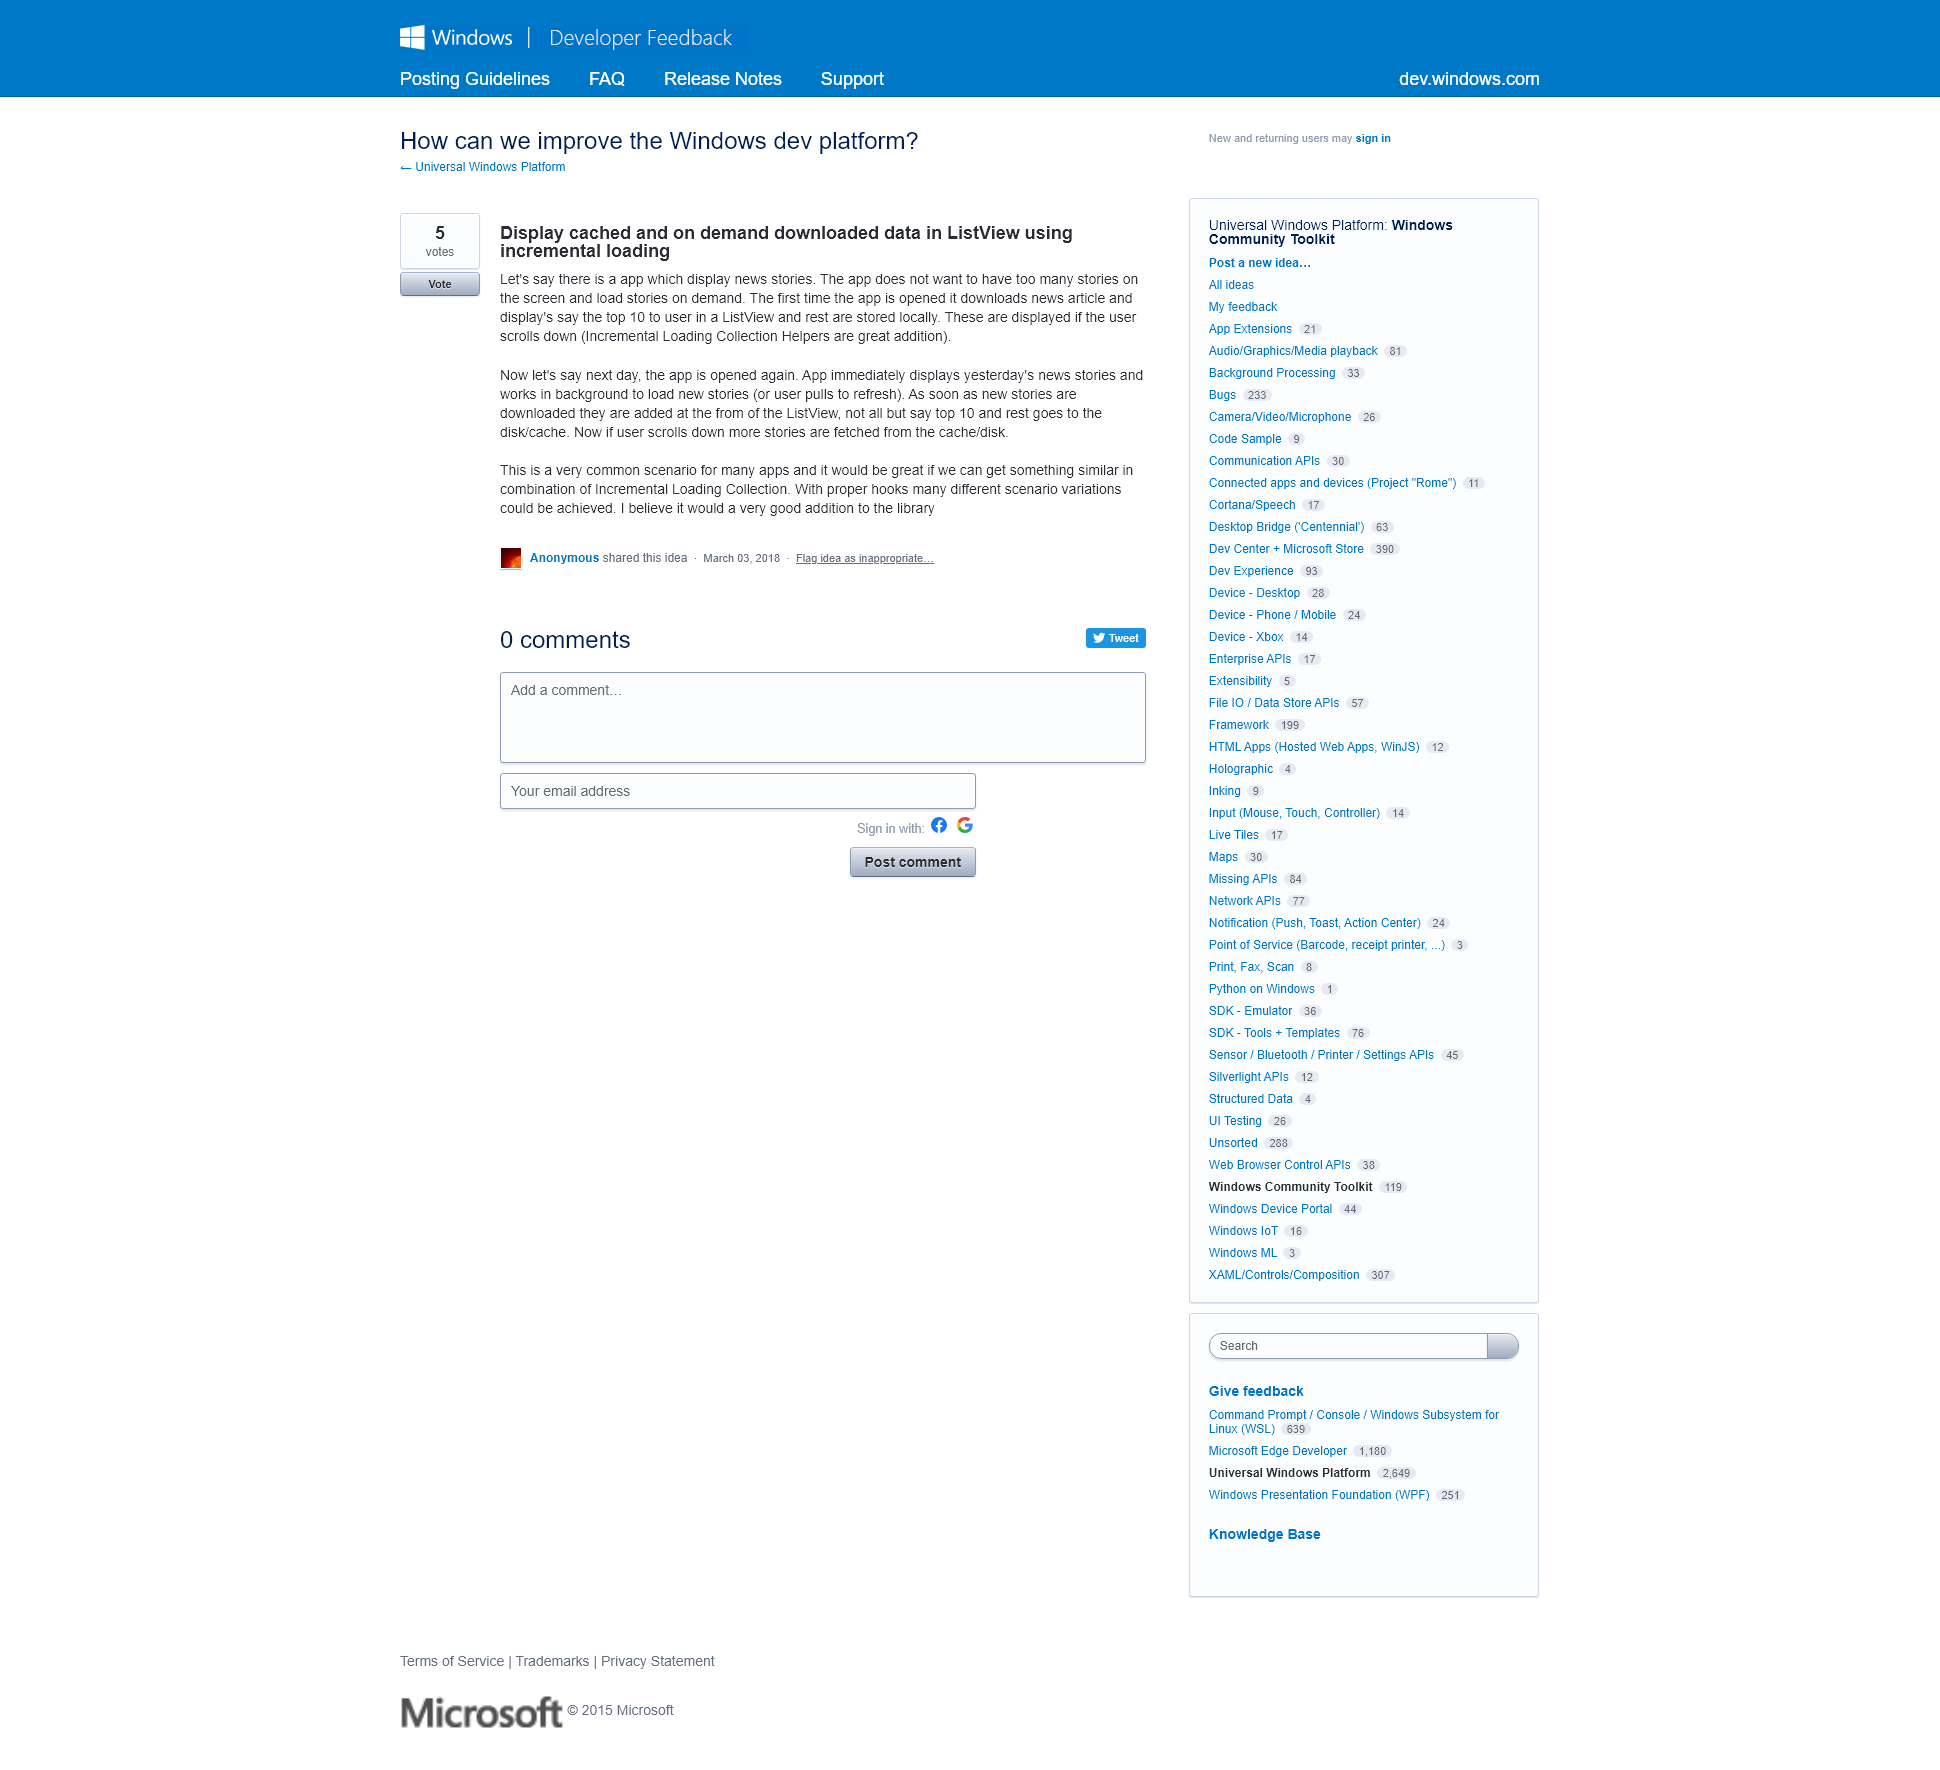 Windows | Developer Feedback
Posting Guidelines FAQ Release Notes Support dev.windows.com
How can we improve the Windows dev platform?
← Universal Windows Platform
New and returning users may sign in
5
votes
Vote
Display cached and on demand downloaded data in ListView using
incremental loading
Let's say there is a app which display news stories. The app does not want to have too many stories on
the screen and load stories on demand. The first time the app is opened it downloads news article and
display's say the top 10 to user in a ListView and rest are stored locally. These are displayed if the user
scrolls down (Incremental Loading Collection Helpers are great addition).
Now let's say next day, the app is opened again. App immediately displays yesterday's news stories and
works in background to load new stories (or user pulls to refresh). As soon as new stories are
downloaded they are added at the from of the ListView, not all but say top 10 and rest goes to the
disk/cache. Now if user scrolls down more stories are fetched from the cache/disk.
This is a very common scenario for many apps and it would be great if we can get something similar in
combination of Incremental Loading Collection. With proper hooks many different scenario variations
could be achieved. I believe it would a very good addition to the library
Anonymous shared this idea · March 03, 2018 · Flag idea as inappropriate…
0 comments
Tweet
Add a comment…
Your email address
Sign in with:
Post comment
Universal Windows Platform: Windows
Community Toolkit
Post a new idea…
All ideas
My feedback
App Extensions 21
Audio/Graphics/Media playback 81
Background Processing 33
Bugs 233
Camera/Video/Microphone 26
Code Sample 9
Communication APIs 30
Connected apps and devices (Project "Rome") 11
Cortana/Speech 17
Desktop Bridge ('Centennial') 63
Dev Center + Microsoft Store 390
Dev Experience 93
Device - Desktop 28
Device - Phone / Mobile 24
Device - Xbox 14
Enterprise APIs 17
Extensibility 5
File IO / Data Store APIs 57
Framework 199
HTML Apps (Hosted Web Apps, WinJS) 12
Holographic 4
Inking 9
Input (Mouse, Touch, Controller) 14
Live Tiles 17
Maps 30
Missing APIs 84
Network APIs 77
Notification (Push, Toast, Action Center) 24
Point of Service (Barcode, receipt printer, ...) 3
Print, Fax, Scan 8
Python on Windows 1
SDK - Emulator 36
SDK - Tools + Templates 76
Sensor / Bluetooth / Printer / Settings APIs 45
Silverlight APIs 12
Structured Data 4
UI Testing 26
Unsorted 288
Web Browser Control APIs 38
Windows Community Toolkit 119
Windows Device Portal 44
Windows IoT 16
Windows ML 3
XAML/Controls/Composition 307
Search
Give feedback
Command Prompt / Console / Windows Subsystem for
Linux (WSL) 639
Microsoft Edge Developer 1,180
Universal Windows Platform 2,649
Windows Presentation Foundation (WPF) 251
Knowledge Base
Terms of Service | Trademarks | Privacy Statement
Microsoft © 2015 Microsoft